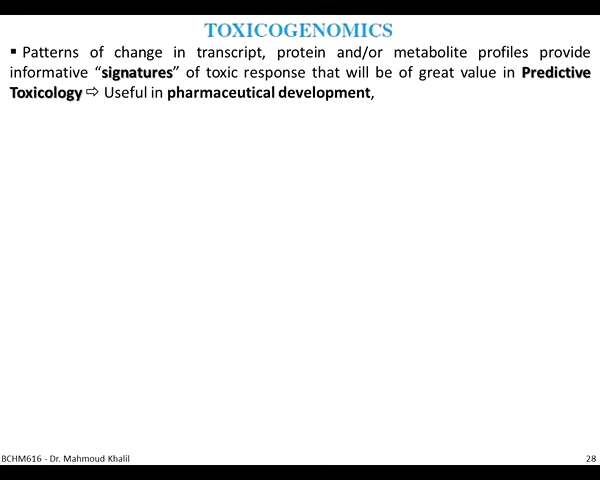 TOXICOGENOMICS
▪ Patterns of change in transcript, protein and/or metabolite profiles provide
informative “signatures” of toxic response that will be of great value in Predictive
Toxicology ⇨ Useful in pharmaceutical development,
BCHM616 - Dr. Mahmoud Khalil
28